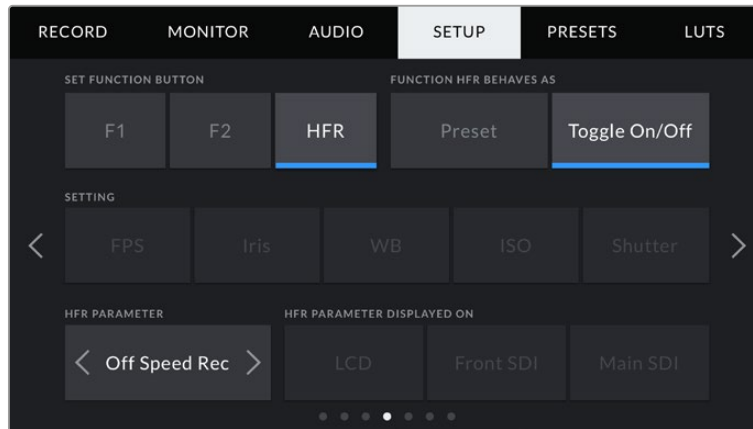 RECORD MONITOR AUDIO SETUP PRESETS LUTS
SET FUNCTION BUTTON FUNCTION HFR BEHAVES AS
F1 F2 HFR Preset Toggle On/Off
SETTING
FPS Iris WB ISO Shutter
HFR PARAMETER HFR PARAMETER DISPLAYED ON
Off Speed Rec LCD Front SDI Main SDI